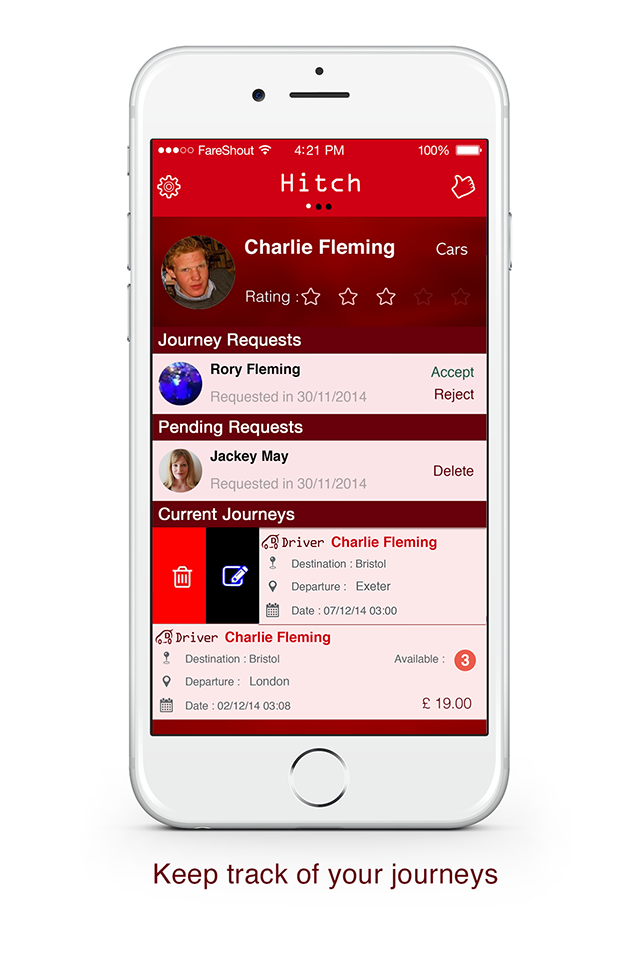 FareShout 4:21 PM 100%
Hitch
Charlie Fleming Cars
Rating :
Journey Requests
Rory Fleming
Accept
Requested in 30/11/2014
Reject
Pending Requests
Jackey May
Requested in 30/11/2014
Delete
Current Journeys
Driver Charlie Fleming
Destination : Bristol
Departure : Exeter
Date : 07/12/14 03:00
Driver Charlie Fleming
Destination : Bristol Available : 3
Departure : London
Date : 02/12/14 03:08 £ 19.00
Keep track of your journeys